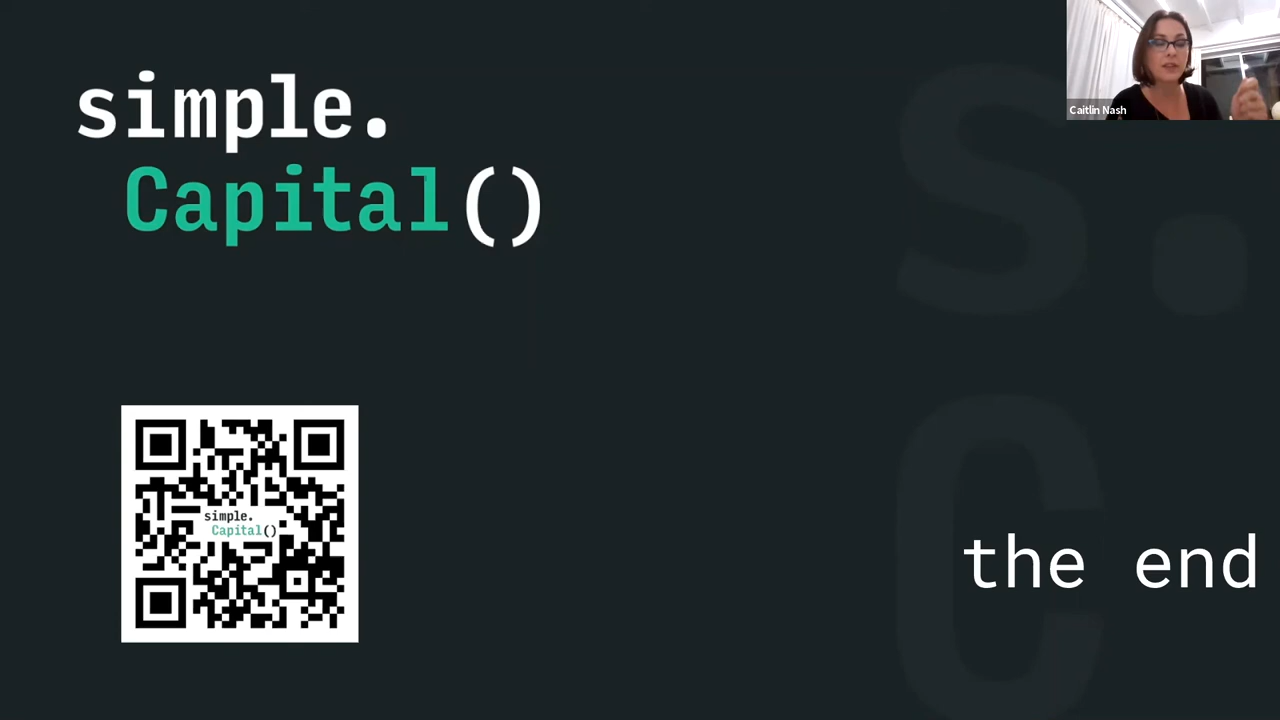 simple.
Capital()
Caitlin Nash
simple.
Capital()
the end
s.
C